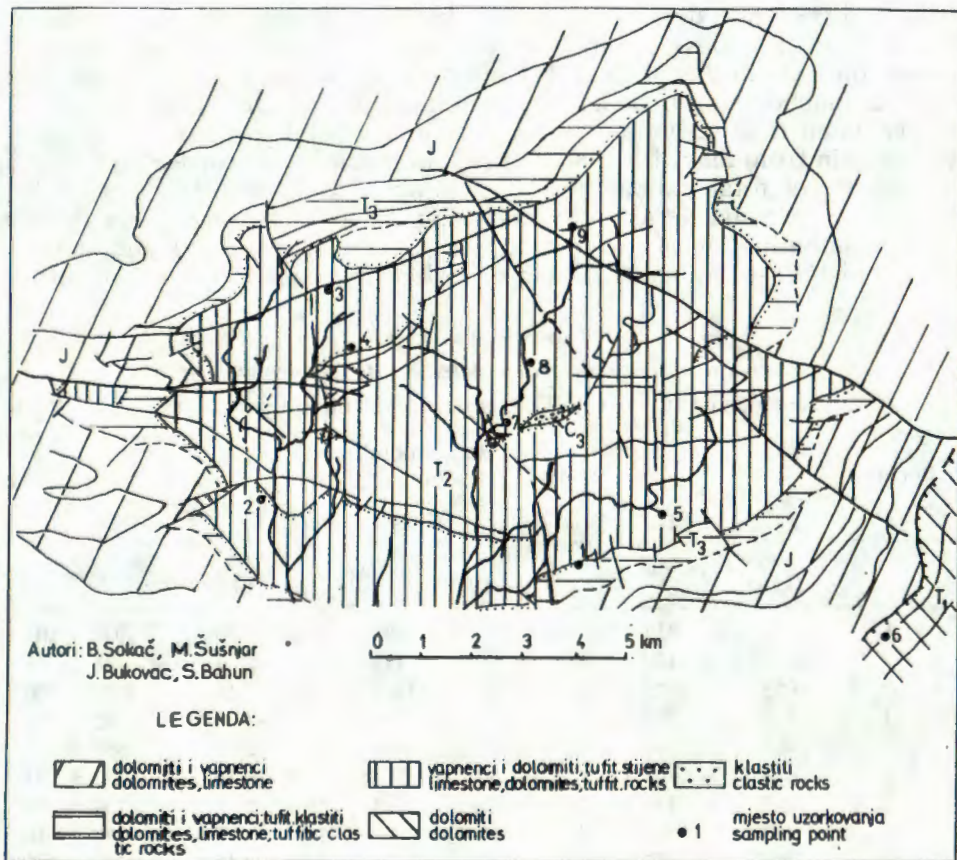 J
T3
9
3
4
J
8
7
C3
T2
2
5
T3
J
T1
6
Autori: B.Sokač, M.Šušnjar
J.Bukovac, S.Bahun
0 1 2 3 4 5 km
LEGENDA:
dolomiti i vapnenci
dolomites, limestone
vapnenci i dolomiti, tufit. stijene
limestone, dolomites; tuffit. rocks
klastiti
clastic rocks
dolomiti i vapnenci; tufit. klastiti
dolomites, limestone; tuffitic clas
tic rocks
dolomiti
dolomites
1 mjesto uzorkovanja
sampling point